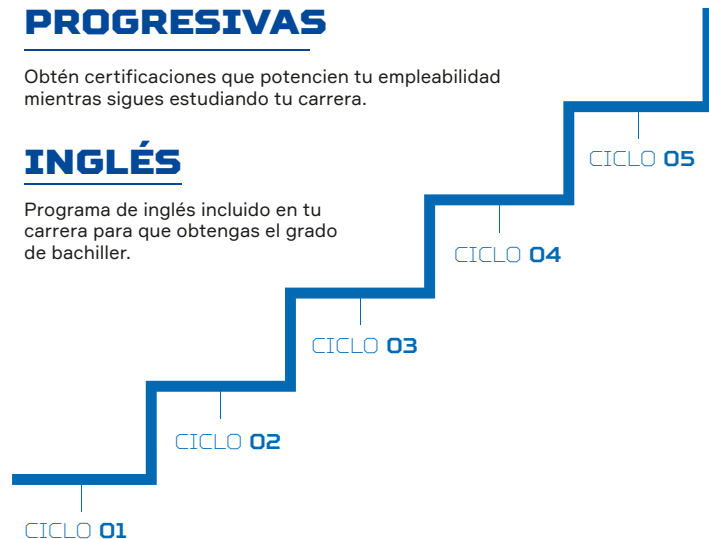 PROGRESIVAS
Obtén certificaciones que potencien tu empleabilidad
mientras sigues estudiando tu carrera.
INGLÉS
Programa de inglés incluido en tu
carrera para que obtengas el grado
de bachiller.
CICLO 05
CICLO 04
CICLO 03
CICLO 02
CICLO 01